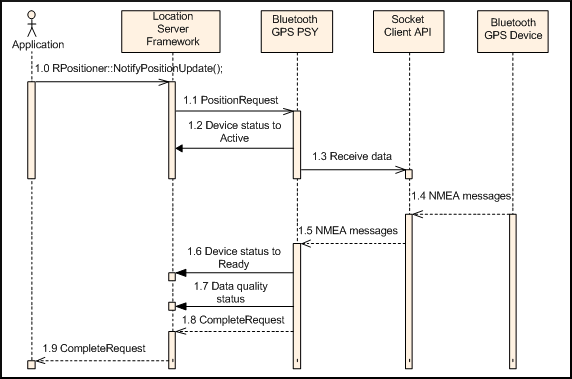 Application
Location
Server
Framework
Bluetooth
GPS PSY
Socket
Client API
Bluetooth
GPS Device
1.0 RPositioner::NotifyPositionUpdate();
1.1 PositionRequest
1.2 Device status to
Active
1.3 Receive data
1.4 NMEA messages
1.5 NMEA messages
1.6 Device status to
Ready
1.7 Data quality
status
1.8 CompleteRequest
1.9 CompleteRequest